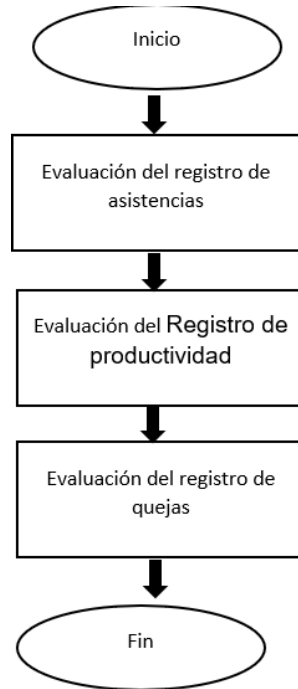 Inicio
Evaluación del registro de
asistencias
Evaluación del Registro de
productividad
Evaluación del registro de
quejas
Fin